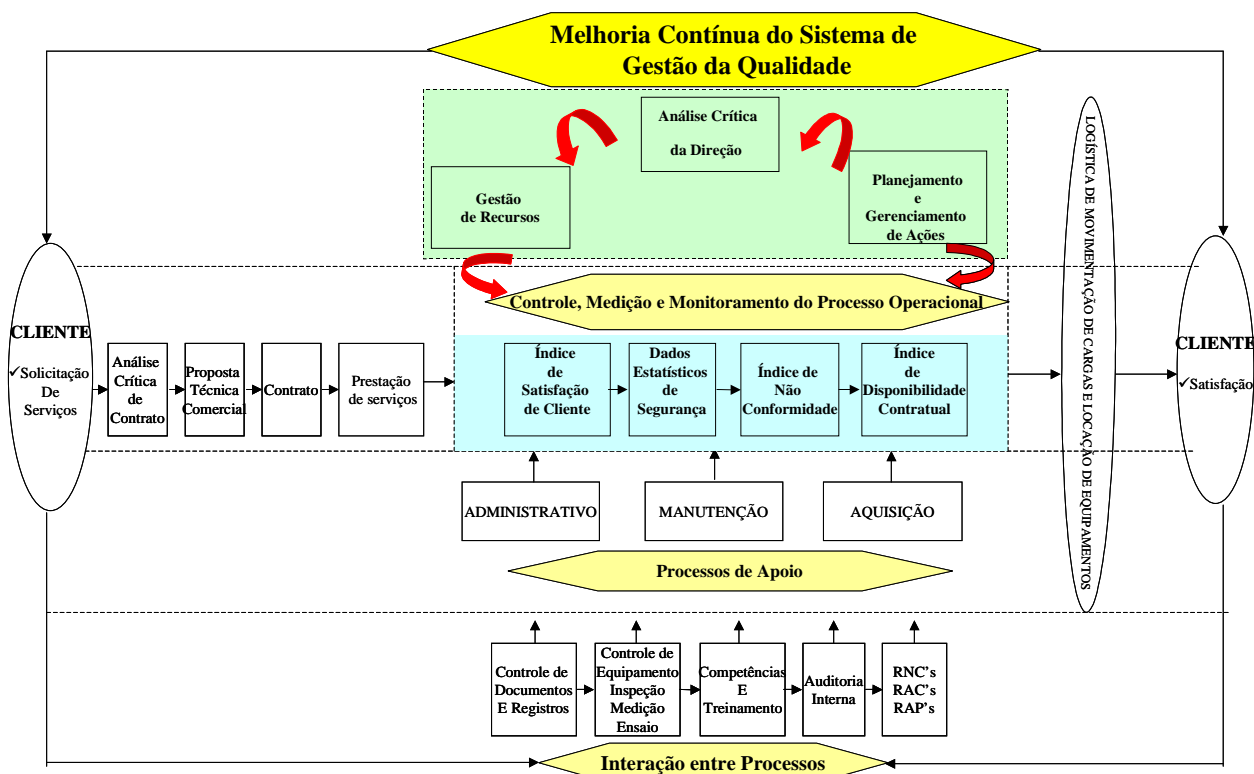 Melhoria Contínua do Sistema de
Gestão da Qualidade
Análise Crítica
da Direção
Gestão
de Recursos
Planejamento
e
Gerenciamento
de Ações
Controle, Medição e Monitoramento do Processo Operacional
CLIENTE
✓Solicitação
De
Serviços
Análise
Crítica
de
Contrato
Proposta
Técnica
Comercial
Contrato
Prestação
de serviços
Índice
de
Satisfação
de Cliente
Dados
Estatísticos
de
Segurança
Índice de
Não
Conformidade
Índice
de
Disponibilidade
Contratual
LOGÍSTICA DE MOVIMENTAÇÃO DE CARGAS E LOCAÇÃO DE EQUIPAMENTOS
CLIENTE
✓Satisfação
ADMINISTRATIVO
MANUTENÇÃO
AQUISIÇÃO
Processos de Apoio
Controle de
Documentos
E Registros
Controle de
Equipamento
Inspeção
Medição
Ensaio
Competências
E
Treinamento
Auditoria
Interna
RNC's
RAC's
RAP's
Interação entre Processos